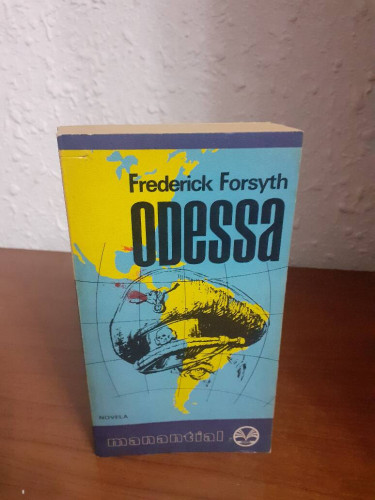 Frederick Forsyth
ODESSA
NOVELA
manantial